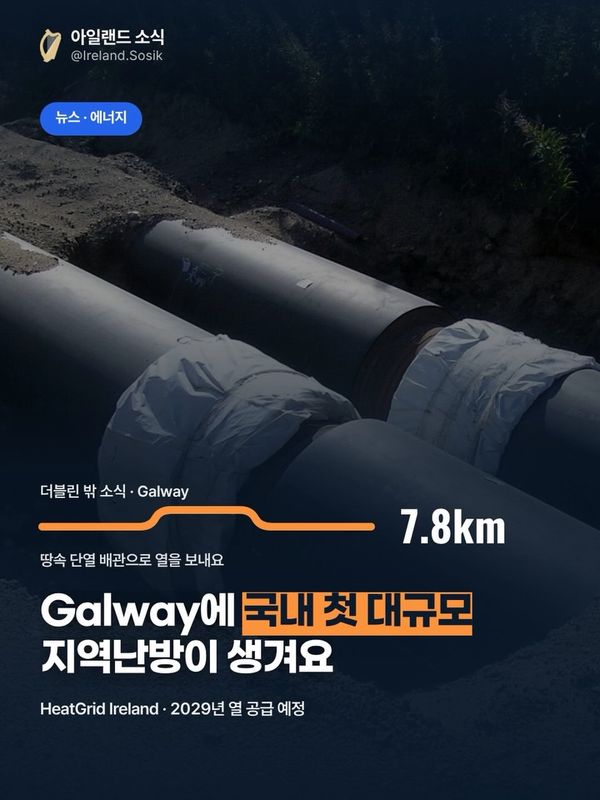 아일랜드 소식
@Ireland.Sosik
뉴스 · 에너지
더블린 밖 소식 · Galway
7.8km
땅속 단열 배관으로 열을 보내요
Galway에 국내 첫 대규모
지역난방이 생겨요
HeatGrid Ireland · 2029년 열 공급 예정